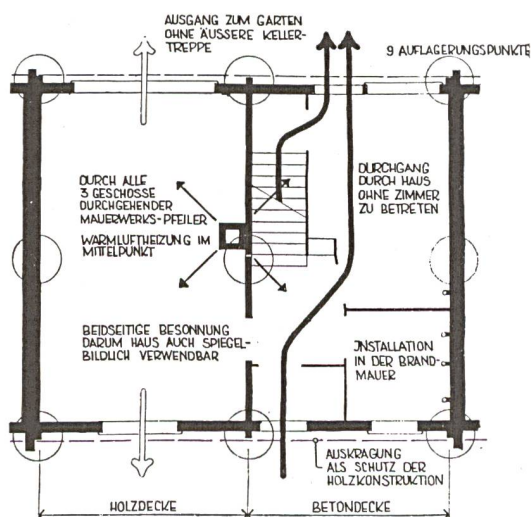 AUSGANG ZUM GARTEN
OHNE ÄUSSERE KELLER-
TREPPE
9 AUFLAGERUNGSPUNKTE
DURCH ALLE
3 GESCHOSSE
DURCHGEHENDER
MAUERWERKS-PFEILER
WARMLUFTHEIZUNG IM
MITTELPUNKT
DURCHGANG
DURCH HAUS
OHNE ZIMMER
ZU BETRETEN
BEIDSEITIGE BESONNUNG
DARUM HAUS AUCH SPIEGEL-
BILDLICH VERWENDBAR
INSTALLATION
IN DER BRAND-
MAUER
AUSKRAGUNG
ALS SCHUTZ DER
HOLZKONSTRUKTION
HOLZDECKE
BETONDECKE